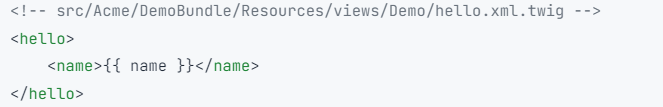 <!-- src/Acme/DemoBundle/Resources/views/Demo/hello.xml.twig -->
<hello>
    <name>{{ name }}</name>
</hello>